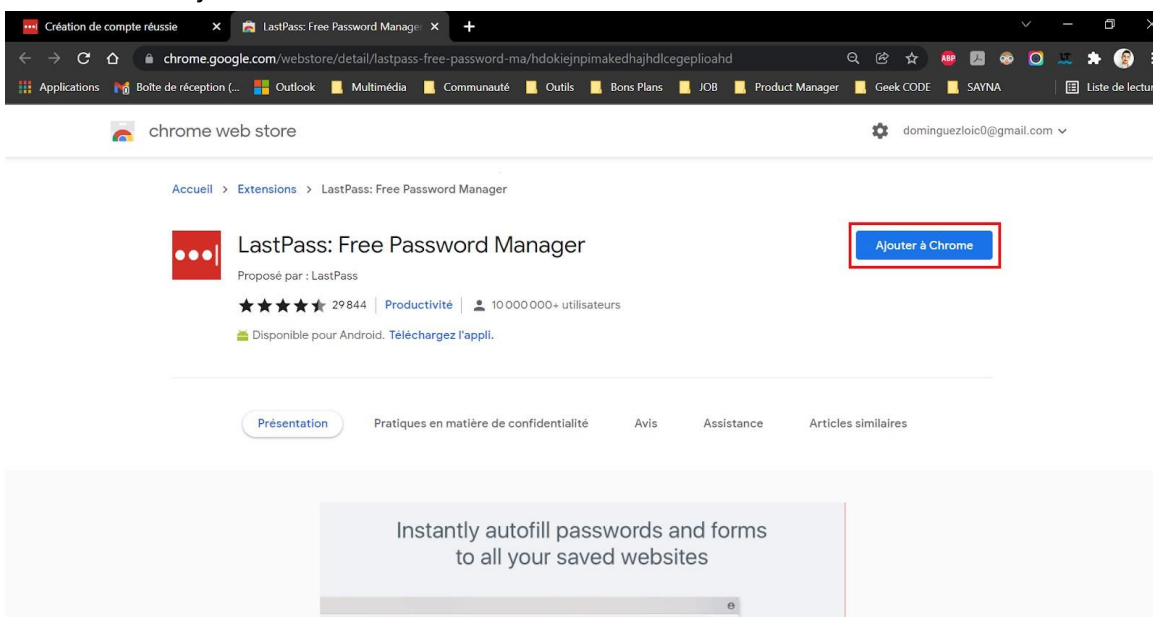 Création de compte réussie LastPass: Free Password Manage
chrome.google.com/webstore/detail/lastpass-free-password-ma/hdokiejnpimakedhajhdlcegeplioahd ABP
Applications Boîte de réception (... Outlook Multimédia Communauté Outils Bons Plans JOB Product Manager Geek CODE SAYNA Liste de lectur
chrome web store dominguezloic0@gmail.com
Accueil > Extensions > LastPass: Free Password Manager
LastPass: Free Password Manager Ajouter à Chrome
Proposé par : LastPass
29 844 | Productivité | 10 000 000+ utilisateurs
Disponible pour Android. Téléchargez l'appli.
Présentation Pratiques en matière de confidentialité Avis Assistance Articles similaires
Instantly autofill passwords and forms
to all your saved websites